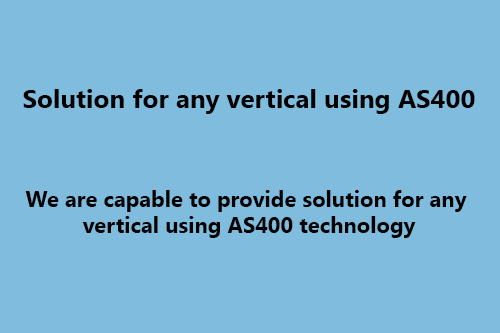 Solution for any vertical using AS400
We are capable to provide solution for any
vertical using AS400 technology